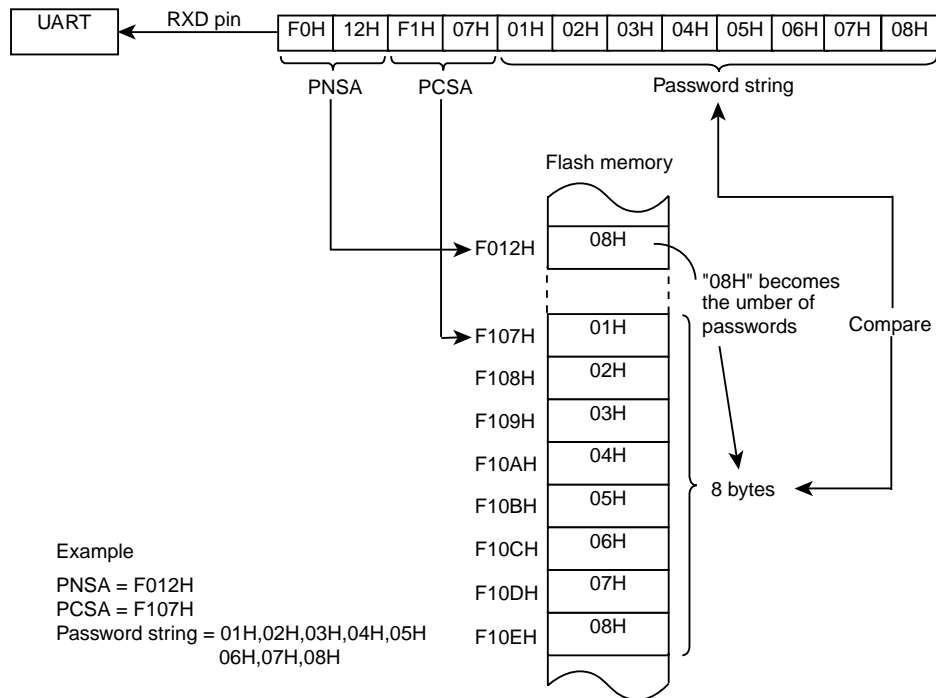 UART
RXD pin
F0H 12H F1H 07H 01H 02H 03H 04H 05H 06H 07H 08H
PNSA PCSA Password string
Flash memory
F012H 08H
"08H" becomes
the umber of
passwords
Compare
F107H 01H
F108H 02H
F109H 03H
F10AH 04H
F10BH 05H
8 bytes
F10CH 06H
F10DH 07H
F10EH 08H
Example
PNSA = F012H
PCSA = F107H
Password string = 01H,02H,03H,04H,05H
06H,07H,08H